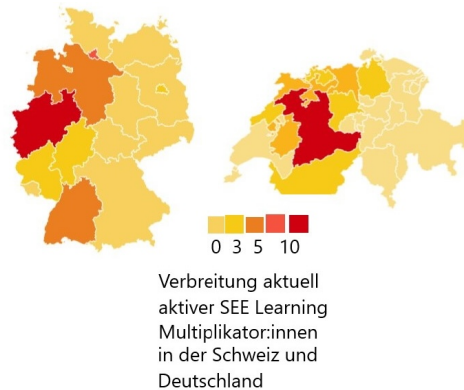 0 3 5 10
Verbreitung aktuell
aktiver SEE Learning
Multiplikator:innen
in der Schweiz und
Deutschland